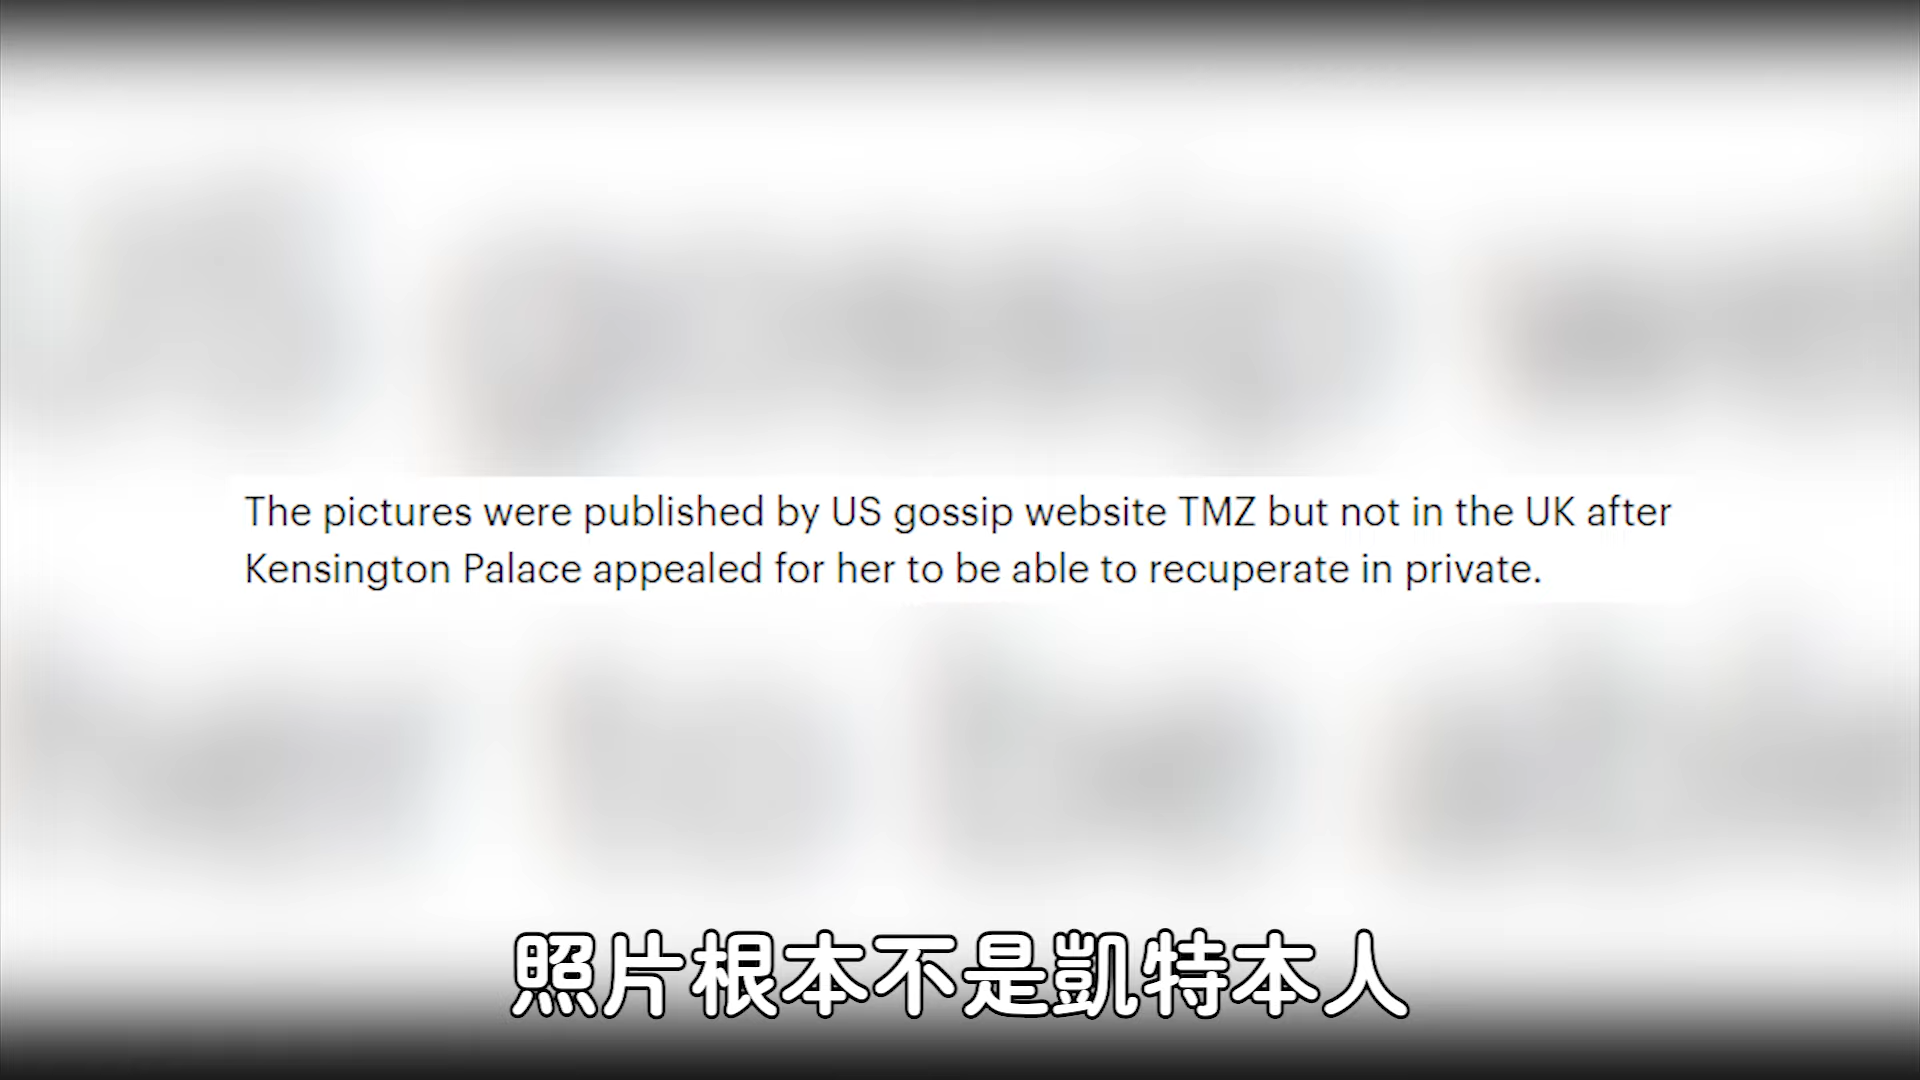 The pictures were published by US gossip website TMZ but not in the UK after
Kensington Palace appealed for her to be able to recuperate in private.
照片根本不是凱特本人